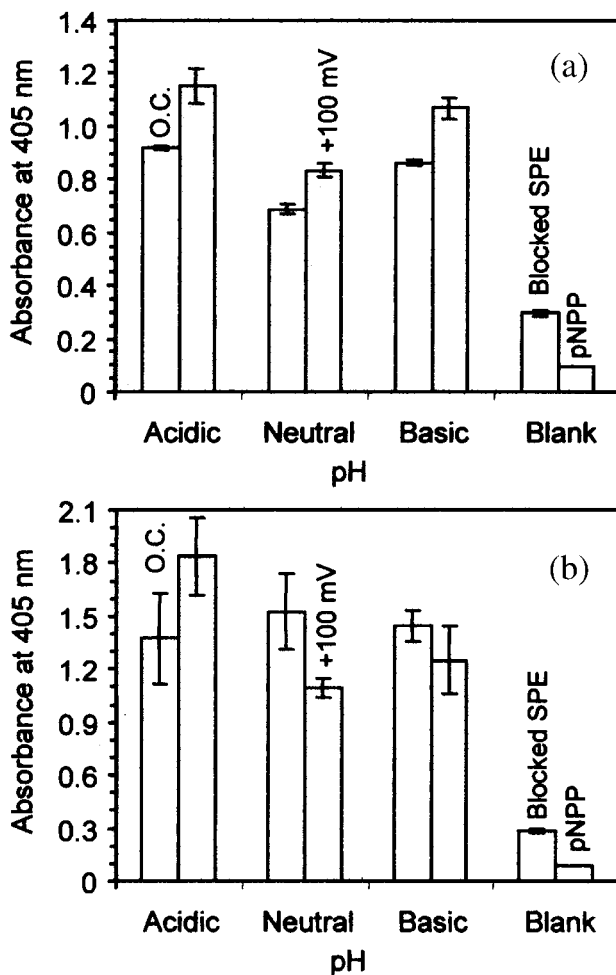 (a)
Absorbance at 405 nm
1.4
1.2
1.0
0.8
0.6
0.4
0.2
0
O.C.
+100 mV
Blocked SPE
pNPP
Acidic Neutral Basic Blank
pH
(b)
Absorbance at 405 nm
2.1
1.8
1.5
1.2
0.9
0.6
0.3
0
O.C.
+100 mV
Blocked SPE
pNPP
Acidic Neutral Basic Blank
pH